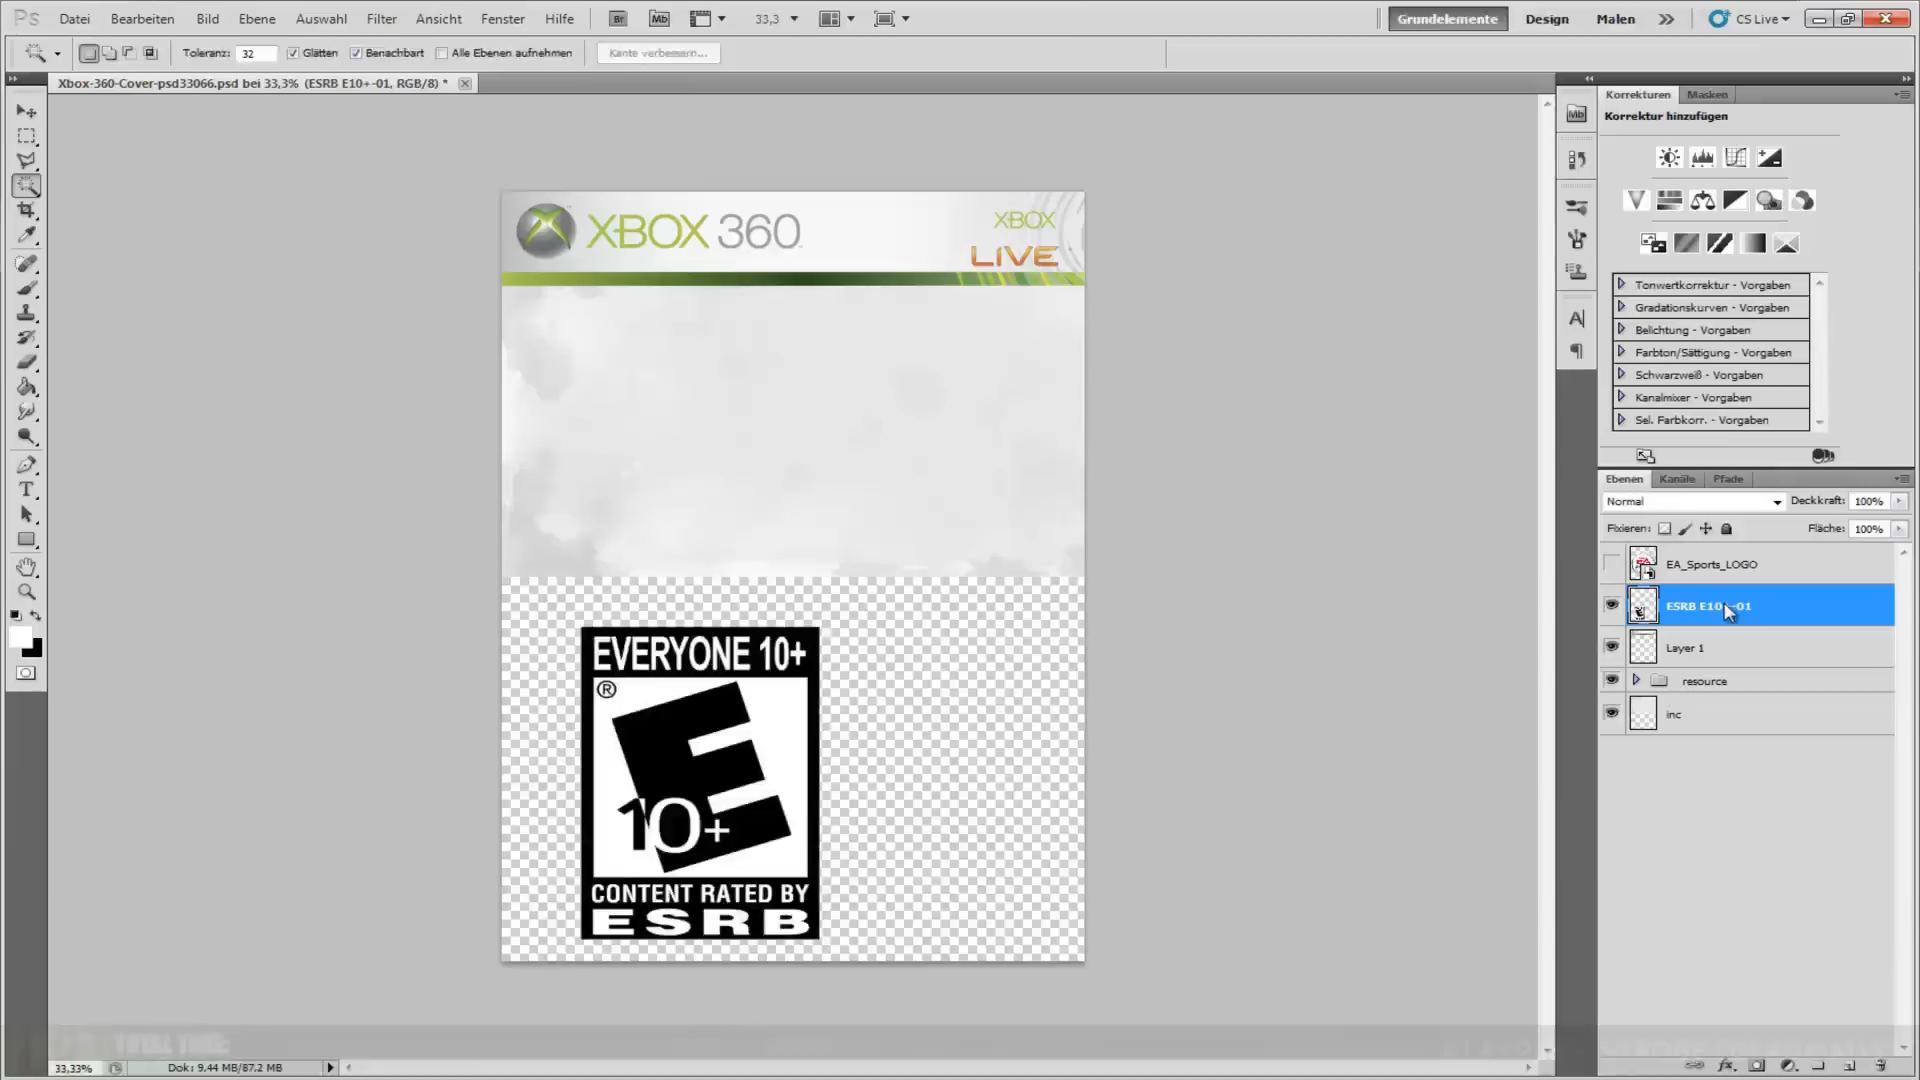 Ps Datei Bearbeiten Bild Ebene Auswahl Filter Ansicht Fenster Hilfe Br Mb 33,3 Grundelemente Design Malen CS Live
Toleranz: 32 Glätten Benachbart Alle Ebenen aufnehmen Kante verbessern...
Xbox-360-Cover-psd33066.psd bei 33,3% (ESRB E10+-01, RGB/8) *
Korrekturen Masken
Korrektur hinzufügen
Mb
XBOX 360
XBOX
LIVE
Tonwertkorrektur - Vorgaben
Gradationskurven - Vorgaben
Belichtung - Vorgaben
Farbton/Sättigung - Vorgaben
Schwarzweiß - Vorgaben
Kanalmixer - Vorgaben
Sel. Farbkorr. - Vorgaben
Ebenen Kanäle Pfade
Normal Deckkraft: 100%
Fixieren: Fläche: 100%
EA_Sports_LOGO
ESRB E10+-01
Layer 1
resource
inc
EVERYONE 10+
®
E
10+
CONTENT RATED BY
ESRB
33,33% Dok: 9.44 MB/87.2 MB